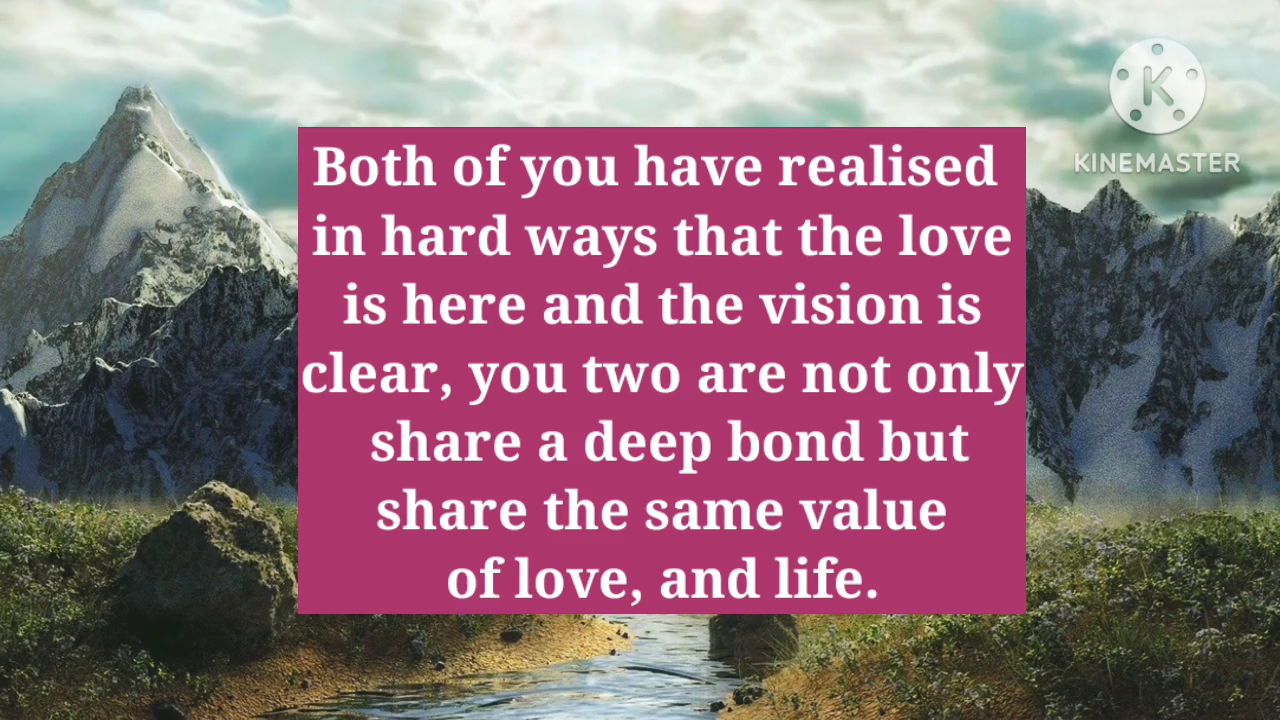 KINEMASTER
Both of you have realised
in hard ways that the love
is here and the vision is
clear, you two are not only
share a deep bond but
share the same value
of love, and life.